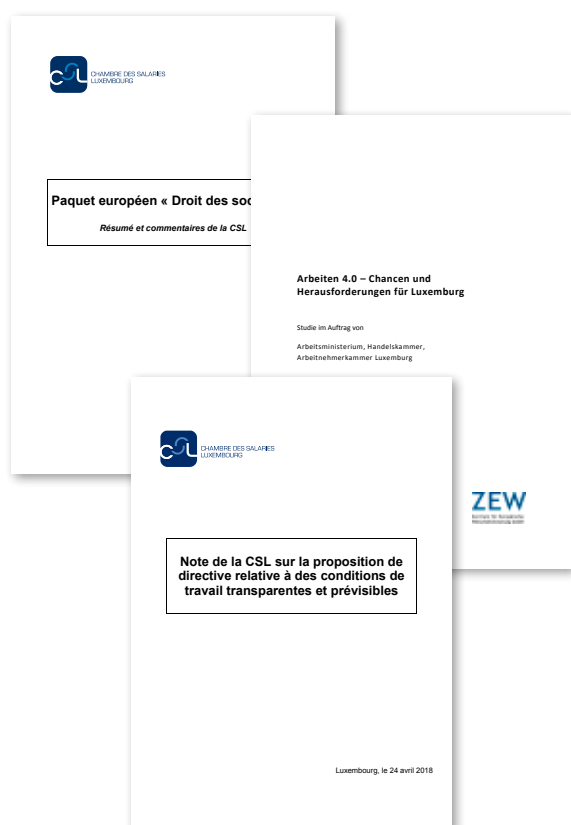 CSL
CHAMBRE DES SALARIES
LUXEMBOURG
Paquet européen « Droit des soc
Résumé et commentaires de la CSL
Arbeiten 4.0 – Chancen und
Herausforderungen für Luxemburg
Studie im Auftrag von
Arbeitsministerium, Handelskammer,
Arbeitnehmerkammer Luxemburg
ZEW
CSL
CHAMBRE DES SALARIES
LUXEMBOURG
Note de la CSL sur la proposition de
directive relative à des conditions de
travail transparentes et prévisibles
Luxembourg, le 24 avril 2018